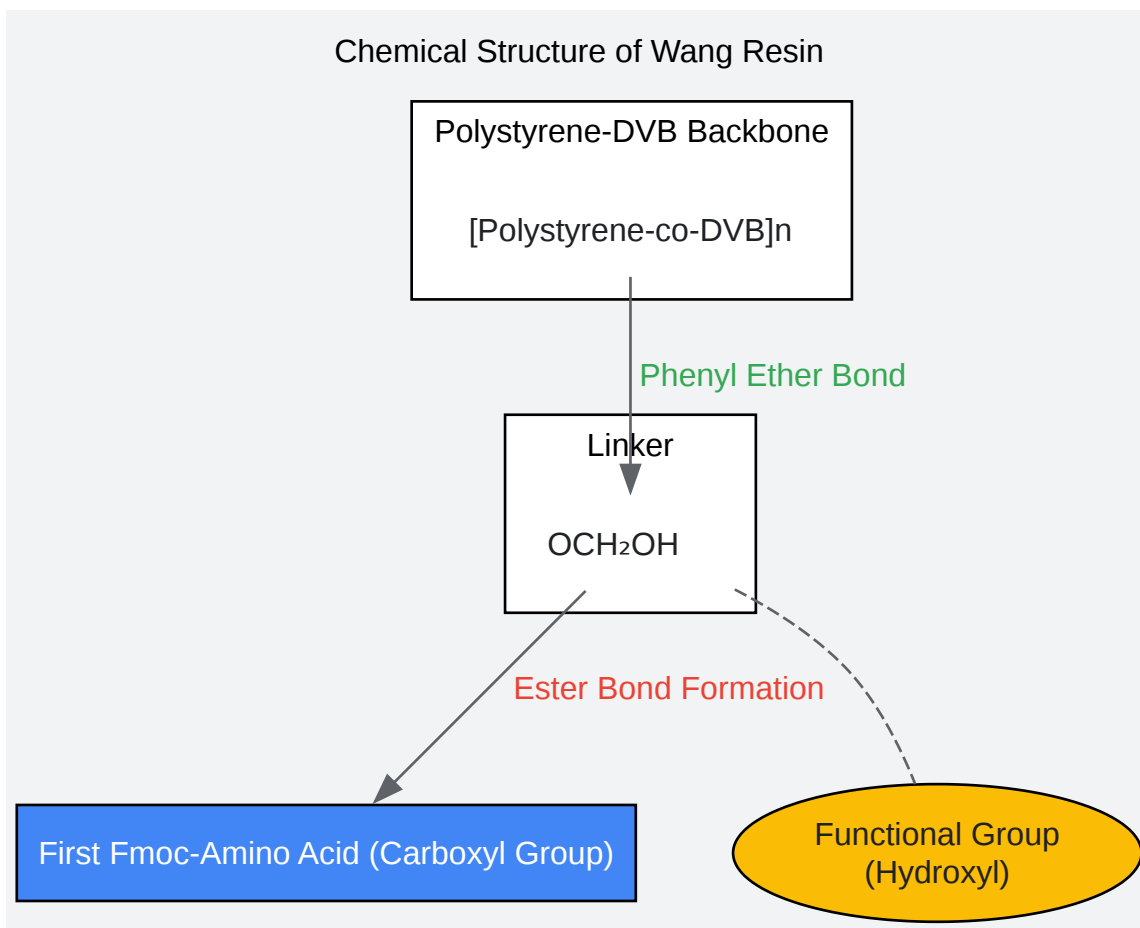 Chemical Structure of Wang Resin
Polystyrene-DVB Backbone
[Polystyrene-co-DVB]n
Phenyl Ether Bond
Linker
OCH₂OH
Ester Bond Formation
First Fmoc-Amino Acid (Carboxyl Group)
Functional Group
(Hydroxyl)